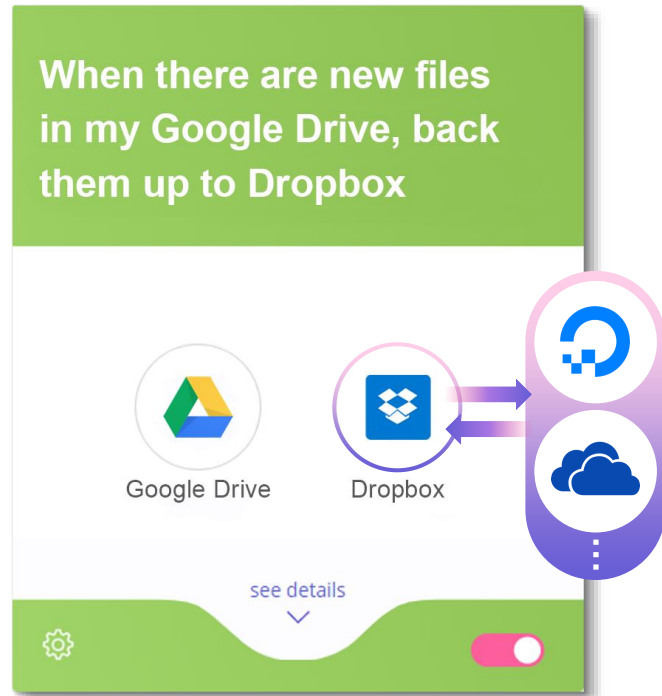 When there are new files
in my Google Drive, back
them up to Dropbox
Google Drive
Dropbox
see details